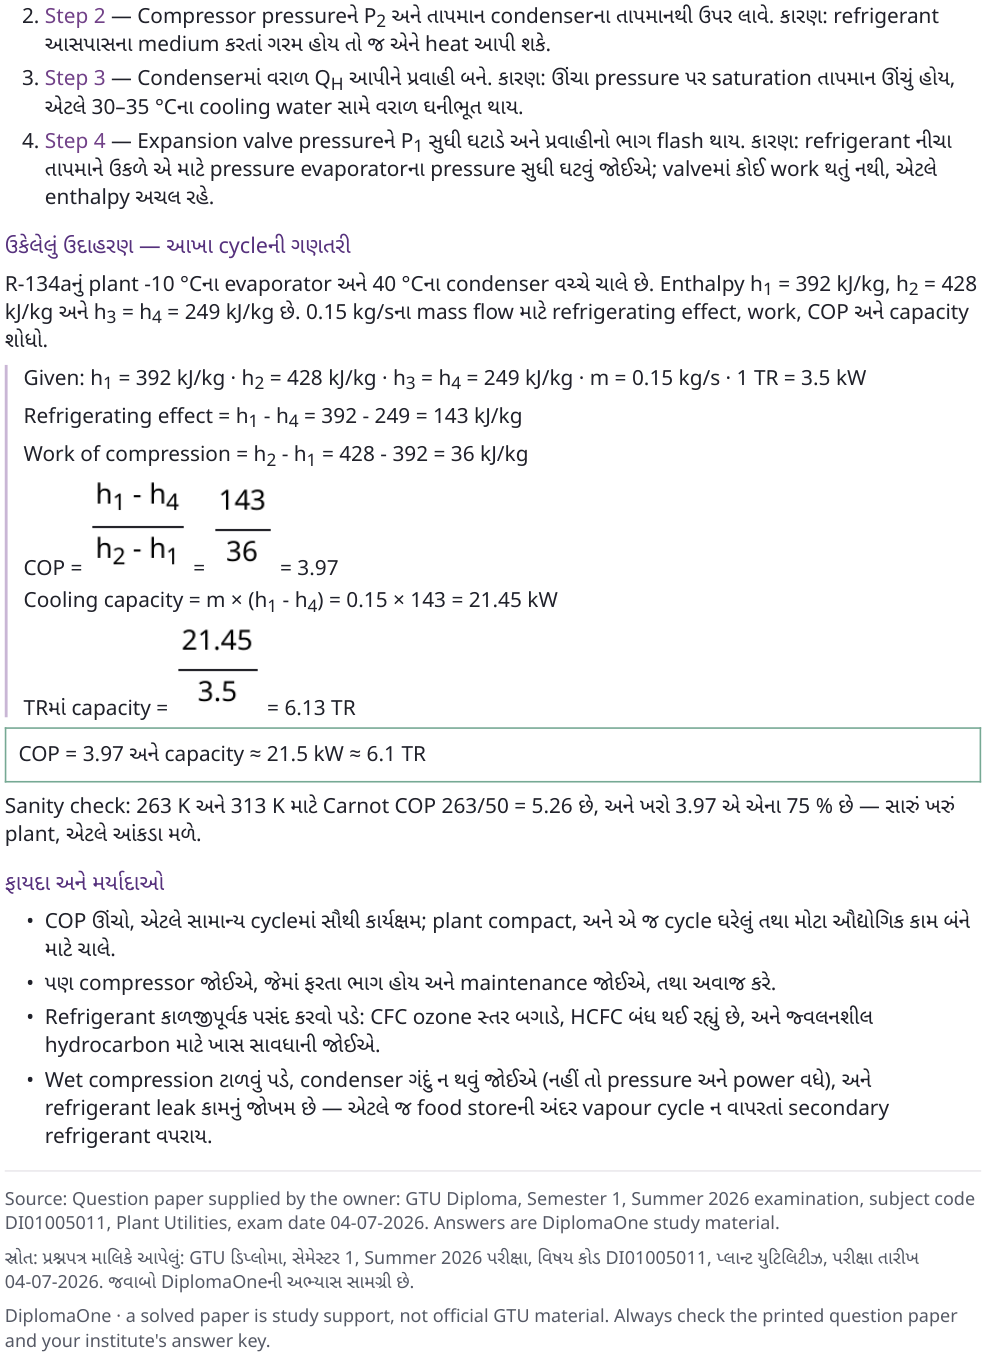 2. Step 2 — Compressor pressureને P2 અને તાપમાન condenserના તાપમાનથી ઉપર લાવે. કારણ: refrigerant
આસપાસના medium કરતાં ગરમ હોય તો જ એને heat આપી શકે.
3. Step 3 — Condenserમાં વરાળ QH આપીને પ્રવાહી બને. કારણ: ઊંચા pressure પર saturation તાપમાન ઊંચું હોય,
એટલે 30–35 °Cના cooling water સામે વરાળ ઘનીભૂત થાય.
4. Step 4 — Expansion valve pressureને P1 સુધી ઘટાડે અને પ્રવાહીનો ભાગ flash થાય. કારણ: refrigerant નીચા
તાપમાને ઉકળે એ માટે pressure evaporatorના pressure સુધી ઘટવું જોઈએ; valveમાં કોઈ work થતું નથી, એટલે
enthalpy અચલ રહે.
ઉકેલેલું ઉદાહરણ — આખા cycleની ગણતરી
R-134aનું plant -10 °Cના evaporator અને 40 °Cના condenser વચ્ચે ચાલે છે. Enthalpy h1 = 392 kJ/kg, h2 = 428
kJ/kg અને h3 = h4 = 249 kJ/kg છે. 0.15 kg/sના mass flow માટે refrigerating effect, work, COP અને capacity
શોધો.
Given: h1 = 392 kJ/kg · h2 = 428 kJ/kg · h3 = h4 = 249 kJ/kg · m = 0.15 kg/s · 1 TR = 3.5 kW
Refrigerating effect = h1 - h4 = 392 - 249 = 143 kJ/kg
Work of compression = h2 - h1 = 428 - 392 = 36 kJ/kg
h1 - h4 143
h2 - h1 36
COP = = = 3.97
Cooling capacity = m × (h1 - h4) = 0.15 × 143 = 21.45 kW
21.45
3.5
TRમાં capacity = = 6.13 TR
COP = 3.97 અને capacity ≈ 21.5 kW ≈ 6.1 TR
Sanity check: 263 K અને 313 K માટે Carnot COP 263/50 = 5.26 છે, અને ખરો 3.97 એ એના 75 % છે — સારું ખરું
plant, એટલે આંકડા મળે.
ફાયદા અને મર્યાદાઓ
• COP ઊંચો, એટલે સામાન્ય cycleમાં સૌથી કાર્યક્ષમ; plant compact, અને એ જ cycle ઘરેલું તથા મોટા ઔદ્યોગિક કામ બંને
માટે ચાલે.
• પણ compressor જોઈએ, જેમાં ફરતા ભાગ હોય અને maintenance જોઈએ, તથા અવાજ કરે.
• Refrigerant કાળજીપૂર્વક પસંદ કરવો પડે: CFC ozone સ્તર બગાડે, HCFC બંધ થઈ રહ્યું છે, અને જ્વલનશીલ
hydrocarbon માટે ખાસ સાવધાની જોઈએ.
• Wet compression ટાળવું પડે, condenser ગંદું ન થવું જોઈએ (નહીં તો pressure અને power વધે), અને
refrigerant leak કામનું જોખમ છે — એટલે જ food storeની અંદર vapour cycle ન વાપરતાં secondary
refrigerant વપરાય.
Source: Question paper supplied by the owner: GTU Diploma, Semester 1, Summer 2026 examination, subject code
DI01005011, Plant Utilities, exam date 04-07-2026. Answers are DiplomaOne study material.
સ્રોત: પ્રશ્નપત્ર માલિકે આપેલું: GTU ડિપ્લોમા, સેમેસ્ટર 1, Summer 2026 પરીક્ષા, વિષય કોડ DI01005011, પ્લાન્ટ યુટિલિટીઝ, પરીક્ષા તારીખ
04-07-2026. જવાબો DiplomaOneની અભ્યાસ સામગ્રી છે.
DiplomaOne · a solved paper is study support, not official GTU material. Always check the printed question paper
and your institute's answer key.